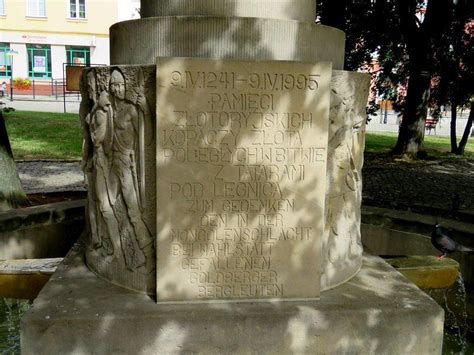 9.IV.1241-9.IV.1995
PAMIĘCI
ZŁOTORYJSKICH
KOPACZY ZŁOTA
POLEGŁYCH W BITWIE
Z TATARAMI
POD LEGNICĄ
ZUM GEDENKEN
DEN IN DER
MONGOLENSCHLACHT
BEI WAHLSTATT
GEFALLENEN
GOLDBERGER
BERGLEUTEN